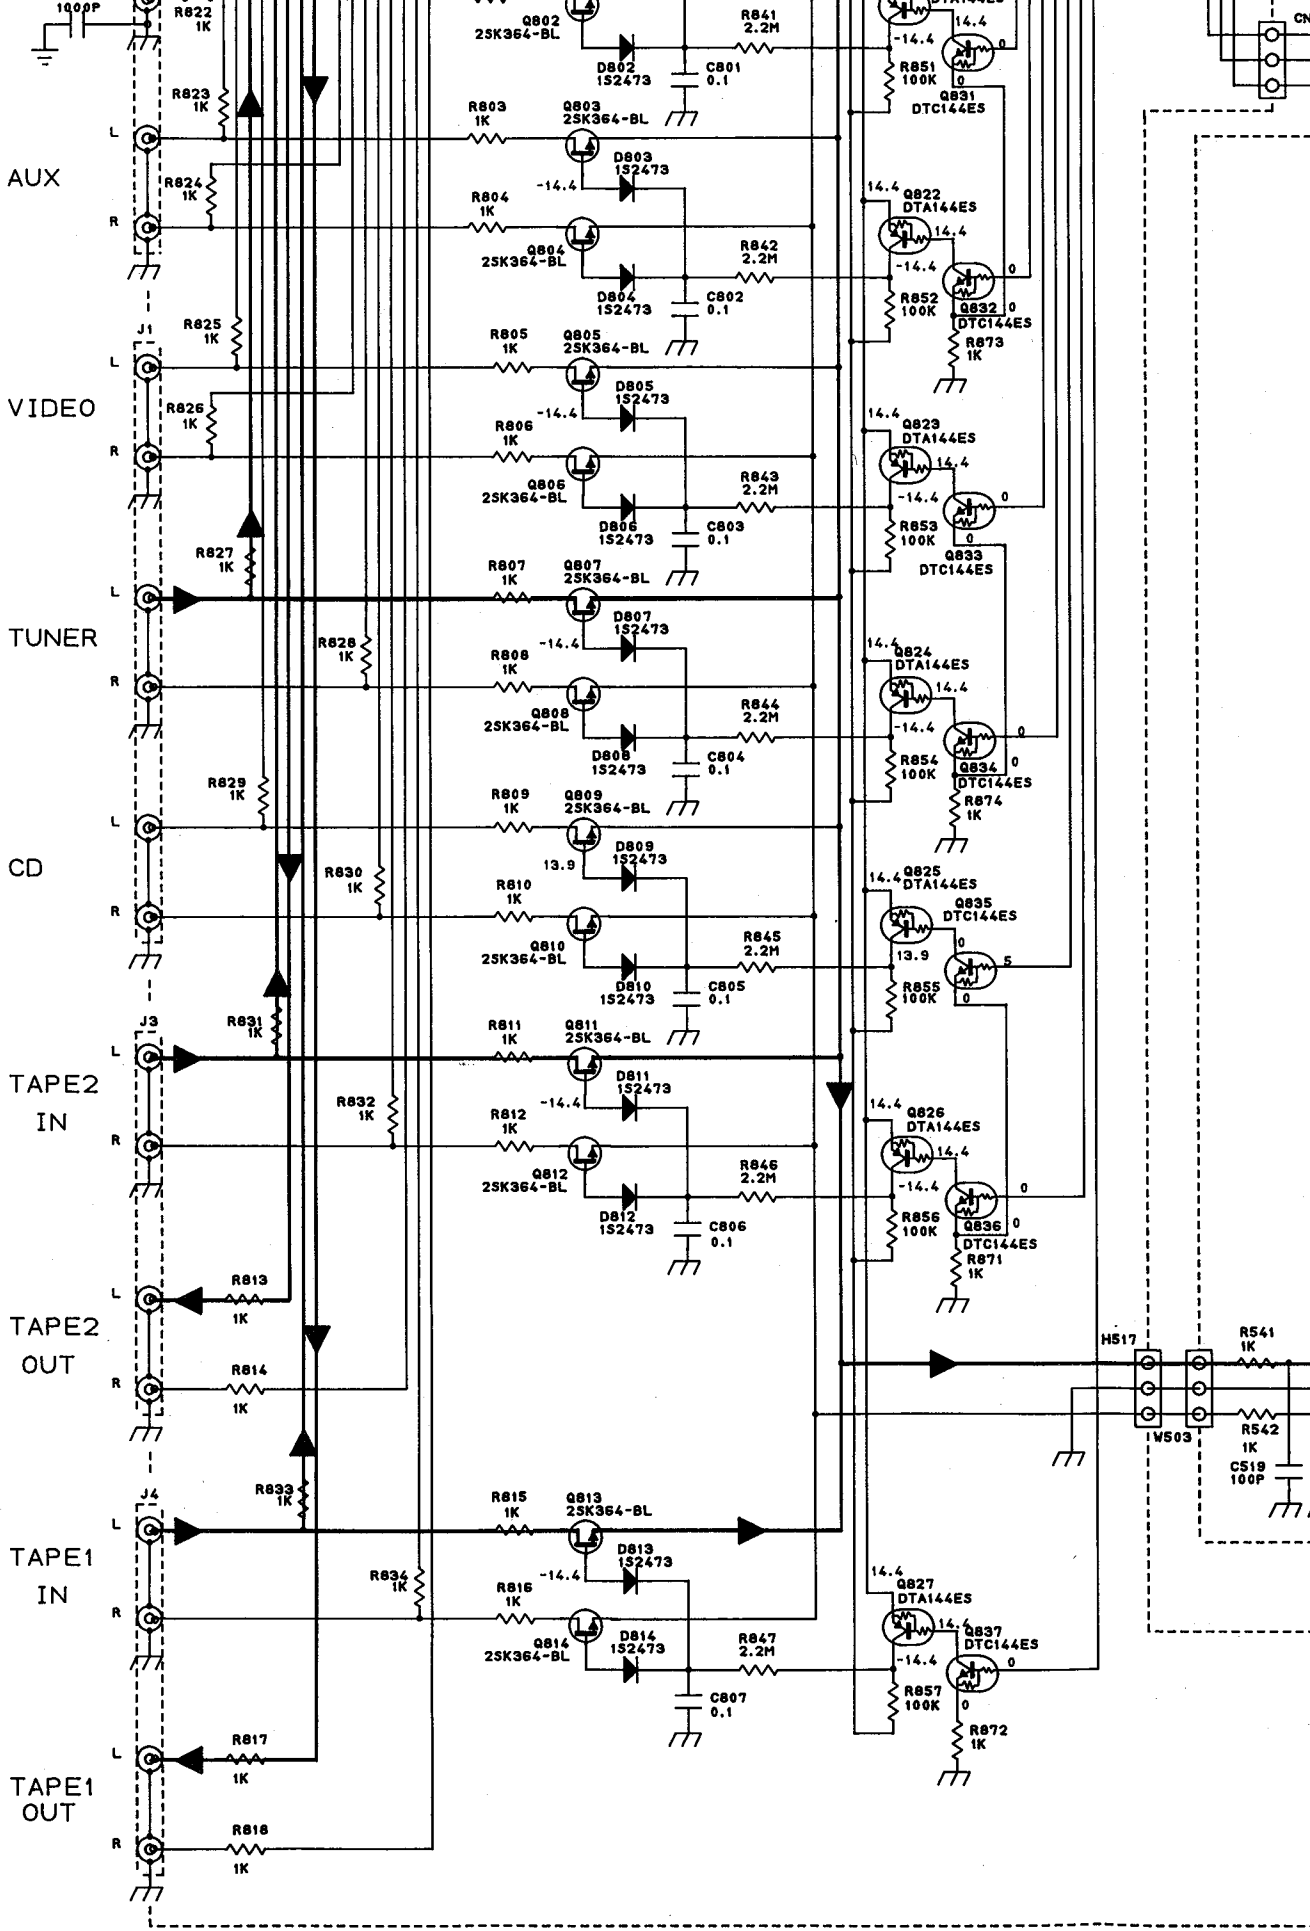 1000P
R822
1K
Q802
2SK364-BL
R841
2.2M
DTA144ES
14.4
-14.4
0
CN
D802
1S2473
C801
0.1
R851
100K
0
Q831
DTC144ES
R823
1K
L
R803
1K
Q803
2SK364-BL
AUX
R824
1K
D803
1S2473
-14.4
R804
1K
R
Q804
2SK364-BL
14.4
Q822
DTA144ES
14.4
R842
2.2M
-14.4
0
D804
1S2473
C802
0.1
R852
100K
Q832
0
DTC144ES
R873
1K
R825
1K
J1
L
R805
1K
Q805
2SK364-BL
VIDEO
R826
1K
D805
1S2473
-14.4
R806
1K
R
Q806
2SK364-BL
14.4
Q823
DTA144ES
14.4
R843
2.2M
-14.4
0
D806
1S2473
C803
0.1
R853
100K
0
Q833
DTC144ES
R827
1K
L
R807
1K
Q807
2SK364-BL
TUNER
R828
1K
D807
1S2473
-14.4
R808
1K
R
Q808
2SK364-BL
14.4
Q824
DTA144ES
14.4
R844
2.2M
-14.4
0
D808
1S2473
C804
0.1
R854
100K
Q834
0
DTC144ES
R874
1K
R829
1K
L
R809
1K
Q809
2SK364-BL
CD
R830
1K
D809
1S2473
13.9
R810
1K
R
Q810
2SK364-BL
14.4
Q825
DTA144ES
Q835
DTC144ES
0
R845
2.2M
13.9
5
D810
1S2473
C805
0.1
R855
100K
0
J3
R831
1K
L
R811
1K
Q811
2SK364-BL
TAPE2
IN
R832
1K
D811
1S2473
-14.4
R812
1K
R
Q812
2SK364-BL
14.4
Q826
DTA144ES
14.4
R846
2.2M
-14.4
0
D812
1S2473
C806
0.1
R856
100K
Q836
0
DTC144ES
R871
1K
L
R813
1K
TAPE2
OUT
R
R814
1K
H517
R541
1K
W503
R542
1K
C519
100P
J4
R833
1K
L
R815
1K
Q813
2SK364-BL
TAPE1
IN
R834
1K
D813
1S2473
-14.4
R816
1K
R
Q814
2SK364-BL
14.4
Q827
DTA144ES
14.4
Q837
DTC144ES
D814
1S2473
R847
2.2M
-14.4
0
C807
0.1
R857
100K
0
R872
1K
L
R817
1K
TAPE1
OUT
R
R818
1K